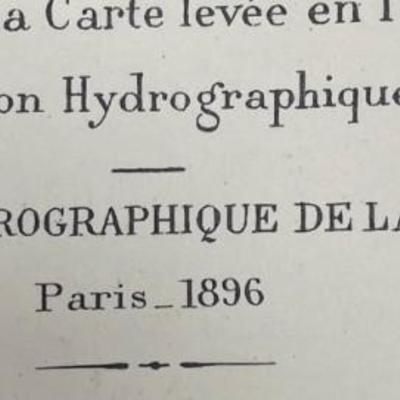 a Carte levée en 1
on Hydrographique
ROGRAPHIQUE DE LA
Paris_1896